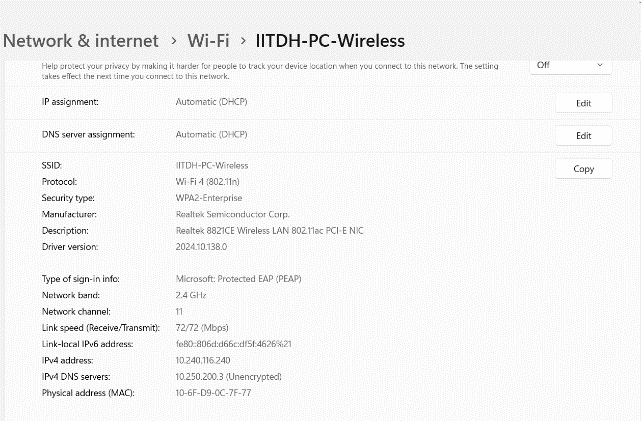 Network & internet > Wi-Fi > IITDH-PC-Wireless
Help protect your privacy by making it harder for people to track your device location when you connect to this network. The setting
takes effect the next time you connect to this network.
Off
IP assignment: Automatic (DHCP) Edit
DNS server assignment: Automatic (DHCP) Edit
SSID: IITDH-PC-Wireless Copy
Protocol: Wi-Fi 4 (802.11n)
Security type: WPA2-Enterprise
Manufacturer: Realtek Semiconductor Corp.
Description: Realtek 8821CE Wireless LAN 802.11ac PCI-E NIC
Driver version: 2024.10.138.0
Type of sign-in info: Microsoft: Protected EAP (PEAP)
Network band: 2.4 GHz
Network channel: 11
Link speed (Receive/Transmit): 72/72 (Mbps)
Link-local IPv6 address: fe80::806d:d66c:df5f:4626%21
IPv4 address: 10.240.116.240
IPv4 DNS servers: 10.250.200.3 (Unencrypted)
Physical address (MAC): 10-6F-D9-0C-7F-77